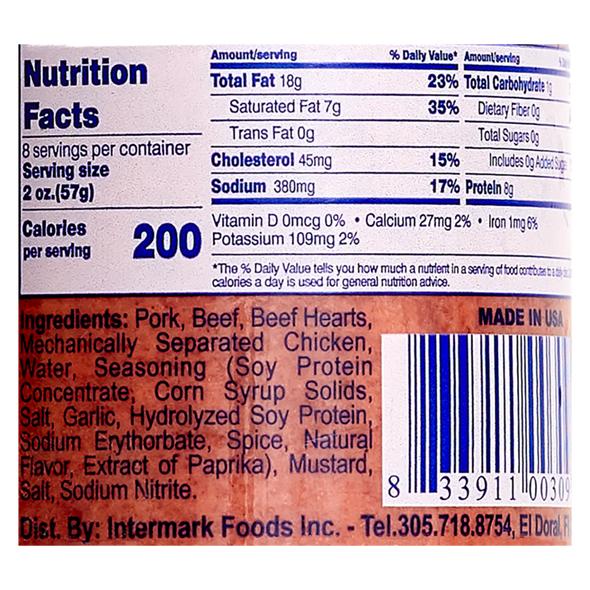 Nutrition
Facts
8 servings per container
Serving size
2 oz.(57g)
Calories
per serving
200
Amount/serving % Daily Value*
Total Fat 18g 23%
Saturated Fat 7g 35%
Trans Fat 0g
Cholesterol 45mg 15%
Sodium 380mg 17%
Amount/serving
Total Carbohydrate 1g
Dietary Fiber 0g
Total Sugars 0g
Includes 0g Added Sugars
Protein 8g
Vitamin D 0mcg 0% • Calcium 27mg 2% • Iron 1mg 6%
Potassium 109mg 2%
*The % Daily Value tells you how much a nutrient in a serving of food contributes to a daily
calories a day is used for general nutrition advice.
Ingredients: Pork, Beef, Beef Hearts,
Mechanically Separated Chicken,
Water, Seasoning (Soy Protein
Concentrate, Corn Syrup Solids,
Salt, Garlic, Hydrolyzed Soy Protein,
Sodium Erythorbate, Spice, Natural
Flavor, Extract of Paprika), Mustard,
Salt, Sodium Nitrite.
MADE IN USA
8 33911 00309
Dist. By: Intermark Foods Inc. - Tel.305.718.8754, El Doral,